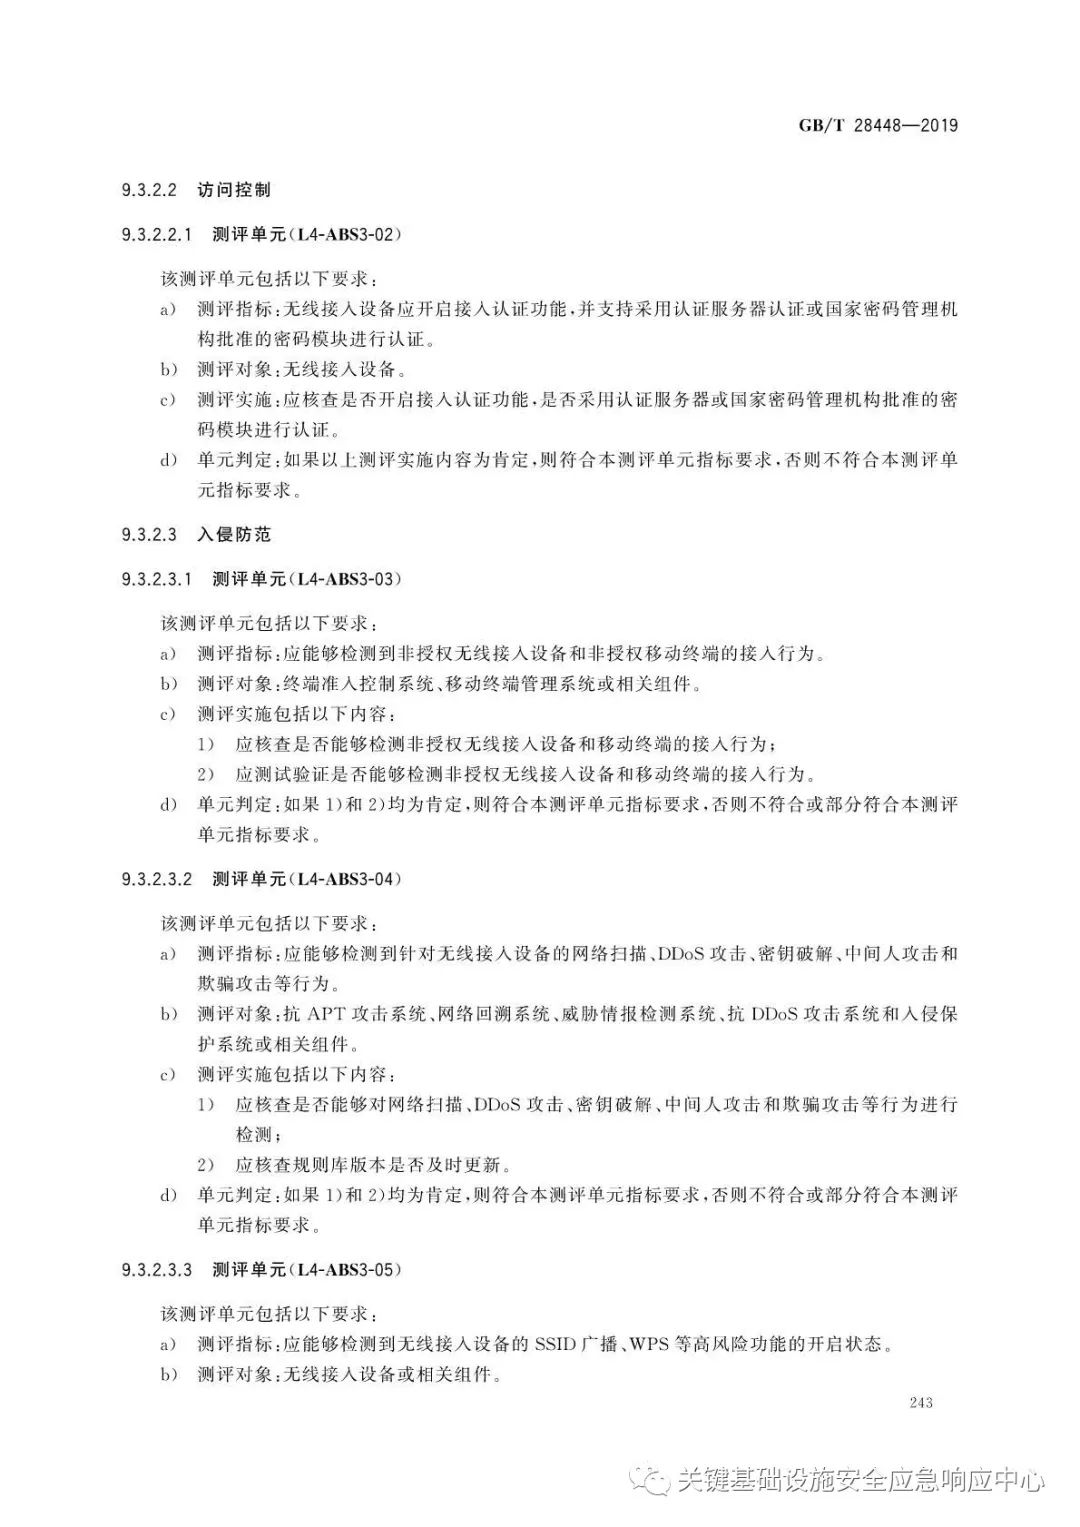 GB/T 28448—2019
9.3.2.2 访问控制
9.3.2.2.1 测评单元(L4-ABS3-02)
该测评单元包括以下要求:
a) 测评指标:无线接入设备应开启接入认证功能,并支持采用认证服务器认证或国家密码管理机
构批准的密码模块进行认证。
b) 测评对象:无线接入设备。
c) 测评实施:应核查是否开启接入认证功能,是否采用认证服务器或国家密码管理机构批准的密
码模块进行认证。
d) 单元判定:如果以上测评实施内容为肯定,则符合本测评单元指标要求,否则不符合本测评单
元指标要求。
9.3.2.3 入侵防范
9.3.2.3.1 测评单元(L4-ABS3-03)
该测评单元包括以下要求:
a) 测评指标:应能够检测到非授权无线接入设备和非授权移动终端的接入行为。
b) 测评对象:终端准入控制系统、移动终端管理系统或相关组件。
c) 测评实施包括以下内容:
1) 应核查是否能够检测非授权无线接入设备和移动终端的接入行为;
2) 应测试验证是否能够检测非授权无线接入设备和移动终端的接入行为。
d) 单元判定:如果1)和2)均为肯定,则符合本测评单元指标要求,否则不符合或部分符合本测评
单元指标要求。
9.3.2.3.2 测评单元(L4-ABS3-04)
该测评单元包括以下要求:
a) 测评指标:应能够检测到针对无线接入设备的网络扫描、DDoS攻击、密钥破解、中间人攻击和
欺骗攻击等行为。
b) 测评对象:抗APT攻击系统、网络回溯系统、威胁情报检测系统、抗DDoS攻击系统和入侵保
护系统或相关组件。
c) 测评实施包括以下内容:
1) 应核查是否能够对网络扫描、DDoS攻击、密钥破解、中间人攻击和欺骗攻击等行为进行
检测;
2) 应核查规则库版本是否及时更新。
d) 单元判定:如果1)和2)均为肯定,则符合本测评单元指标要求,否则不符合或部分符合本测评
单元指标要求。
9.3.2.3.3 测评单元(L4-ABS3-05)
该测评单元包括以下要求:
a) 测评指标:应能够检测到无线接入设备的SSID广播、WPS等高风险功能的开启状态。
b) 测评对象:无线接入设备或相关组件。
243
关键基础设施安全应急响应中心